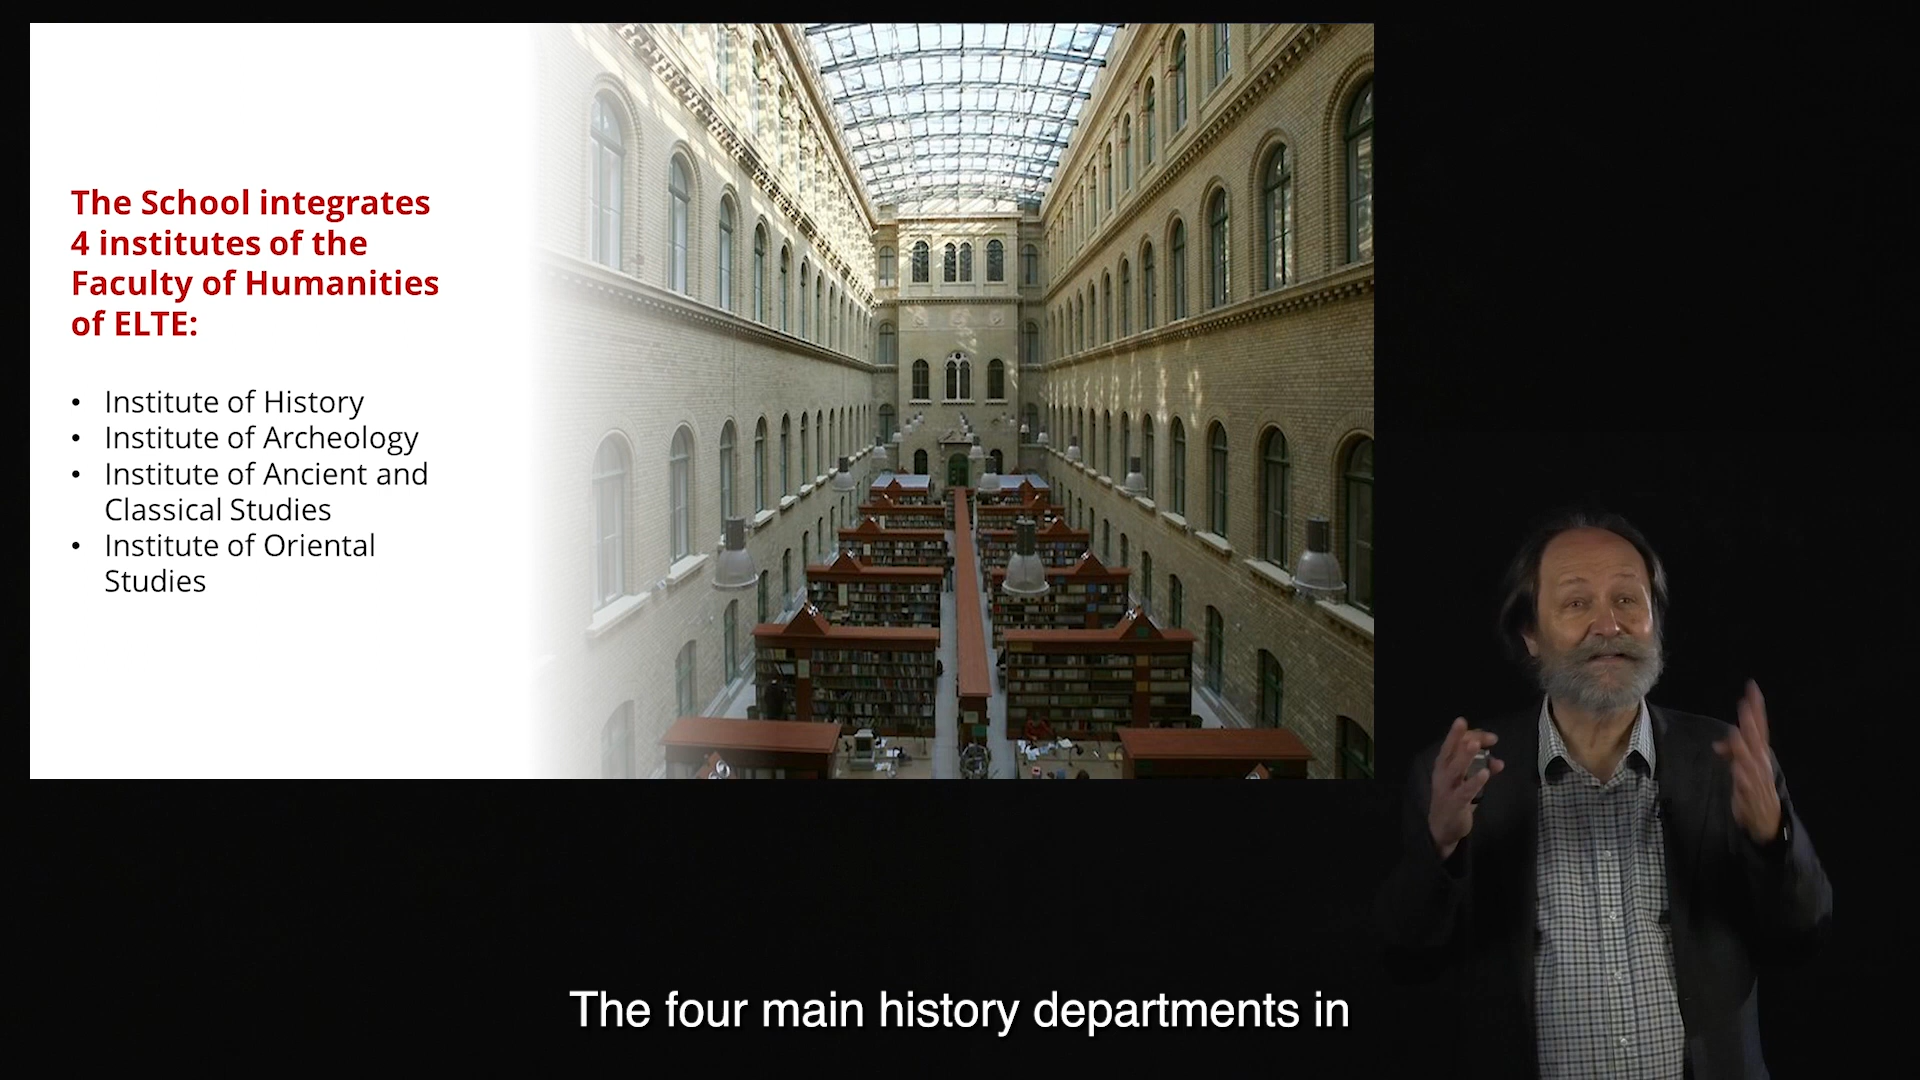 The School integrates
4 institutes of the
Faculty of Humanities
of ELTE:
• Institute of History
• Institute of Archeology
• Institute of Ancient and
Classical Studies
• Institute of Oriental
Studies
The four main history departments in